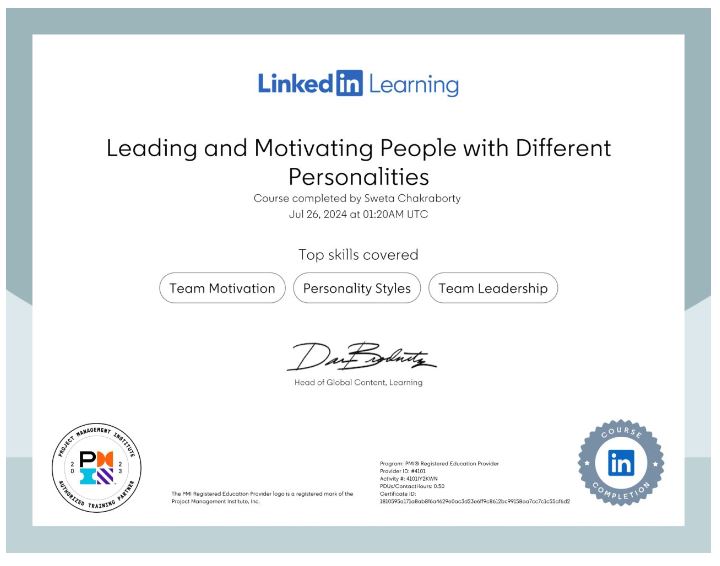 Linked in Learning
Leading and Motivating People with Different
Personalities
Course completed by Sweta Chakraborty
Jul 26, 2024 at 01:20AM UTC
Top skills covered
Team Motivation Personality Styles Team Leadership
Head of Global Content, Learning
PROJECT MANAGEMENT INSTITUTE
20 23
PMI
AUTHORIZED TRAINING PARTNER
The PMI Registered Education Provider logo is a registered mark of the
Project Management Institute, Inc.
Program: PMI® Registered Education Provider
Provider ID: #4101
Activity #: 4101IY2KWN
PDUs/ContactHours: 0.50
Certificate ID:
COURSE
in
COMPLETION